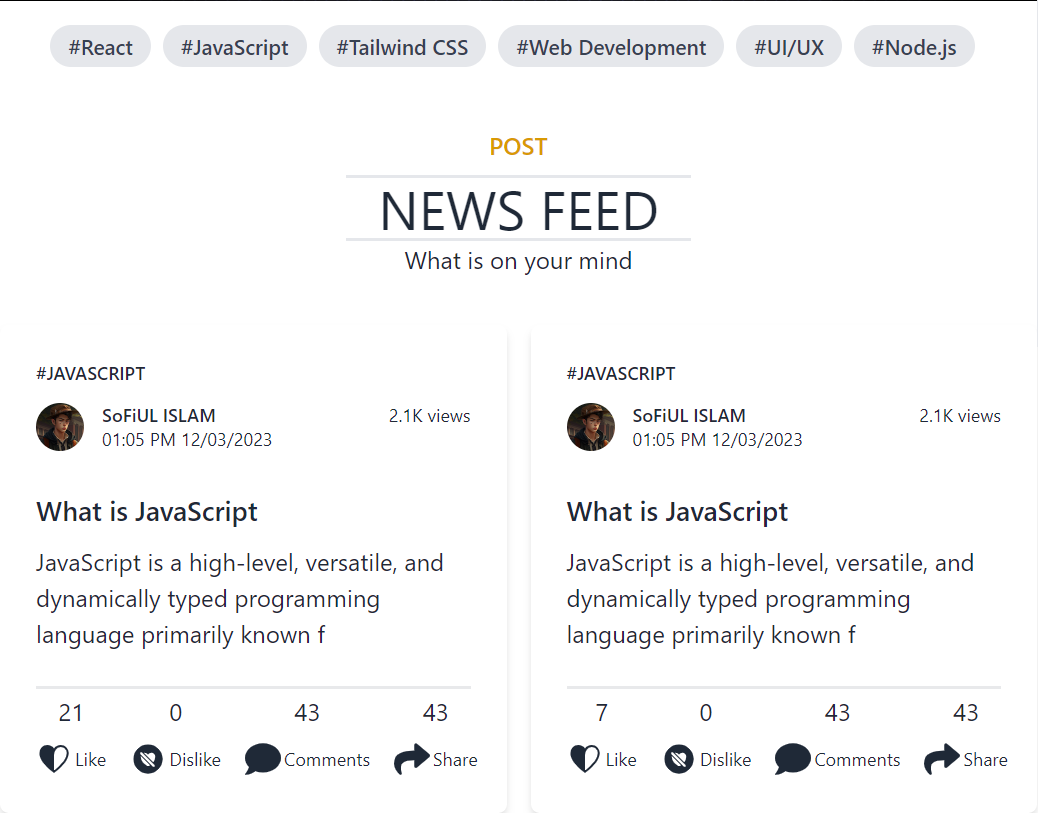 #React #JavaScript #Tailwind CSS #Web Development #UI/UX #Node.js
POST
NEWS FEED
What is on your mind
#JAVASCRIPT
SoFiUL ISLAM 2.1K views
01:05 PM 12/03/2023
What is JavaScript
JavaScript is a high-level, versatile, and
dynamically typed programming
language primarily known f
21 0 43 43
Like Dislike Comments Share
#JAVASCRIPT
SoFiUL ISLAM 2.1K views
01:05 PM 12/03/2023
What is JavaScript
JavaScript is a high-level, versatile, and
dynamically typed programming
language primarily known f
7 0 43 43
Like Dislike Comments Share